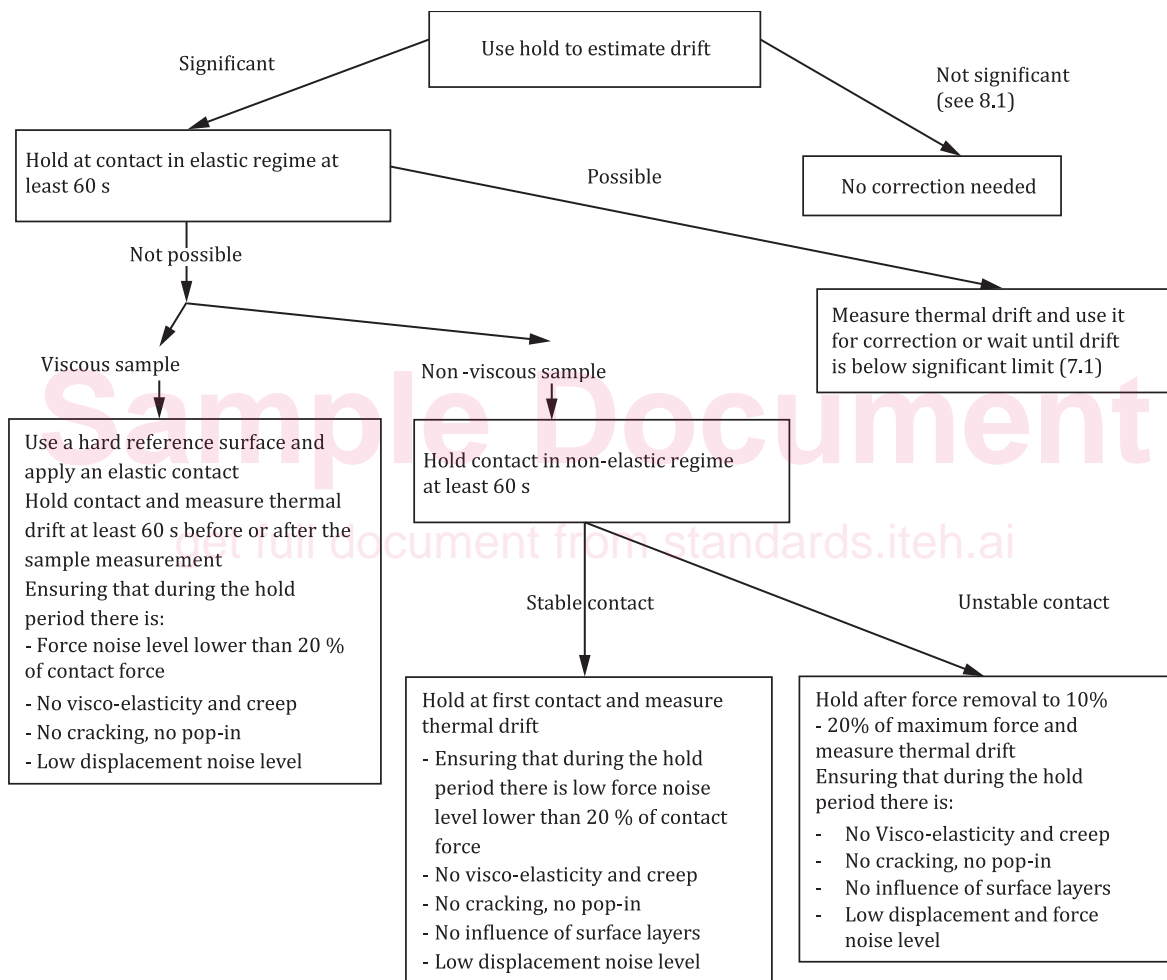 Use hold to estimate drift
Significant
Not significant
(see 8.1)
Hold at contact in elastic regime at
least 60 s
Possible
No correction needed
Not possible
Measure thermal drift and use it
for correction or wait until drift
is below significant limit (7.1)
Viscous sample
Non -viscous sample
Sample Document
Use a hard reference surface and
apply an elastic contact
Hold contact and measure thermal
drift at least 60 s before or after the
sample measurement
Ensuring that during the hold
period there is:
- Force noise level lower than 20 %
of contact force
- No visco-elasticity and creep
- No cracking, no pop-in
- Low displacement noise level
Hold contact in non-elastic regime
at least 60 s
get full document from standards.iteh.ai
Stable contact
Unstable contact
Hold at first contact and measure
thermal drift
- Ensuring that during the hold
period there is low force noise
level lower than 20 % of contact
force
- No visco-elasticity and creep
- No cracking, no pop-in
- No influence of surface layers
- Low displacement noise level
Hold after force removal to 10%
- 20% of maximum force and
measure thermal drift
Ensuring that during the hold
period there is:
- No Visco-elasticity and creep
- No cracking, no pop-in
- No influence of surface layers
- Low displacement and force
noise level